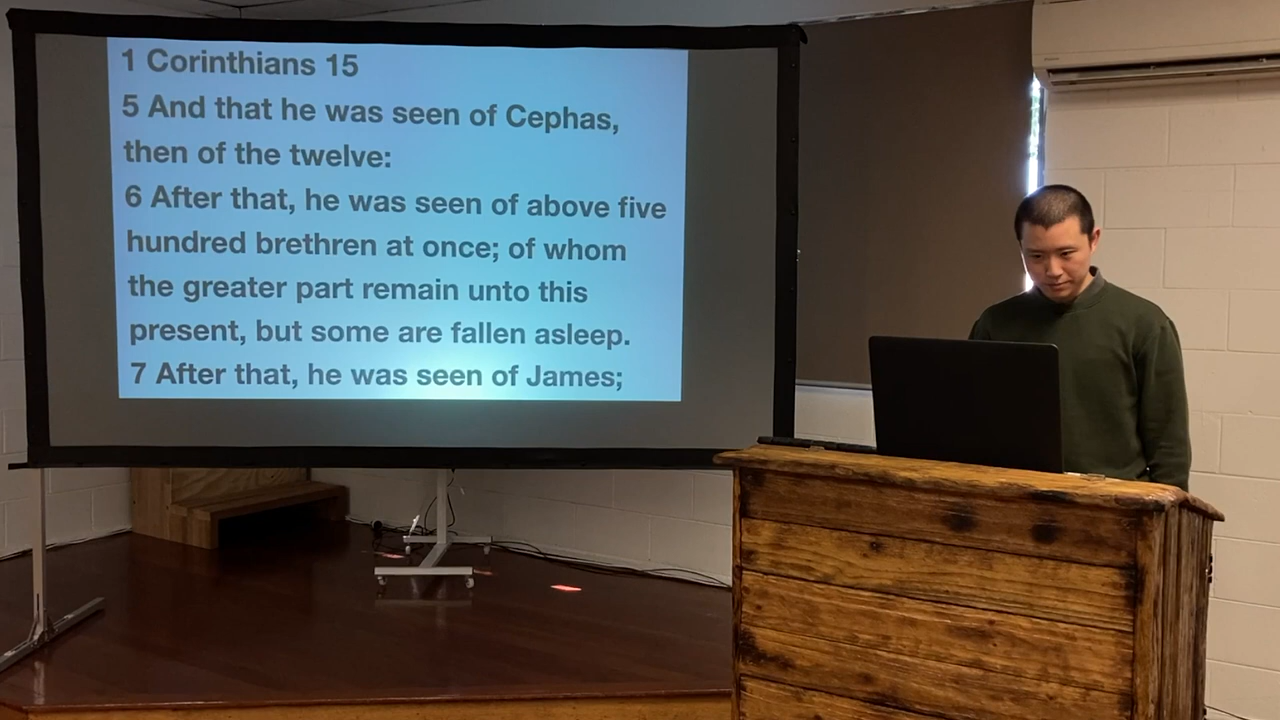 1 Corinthians 15
5 And that he was seen of Cephas,
then of the twelve:
6 After that, he was seen of above five
hundred brethren at once; of whom
the greater part remain unto this
present, but some are fallen asleep.
7 After that, he was seen of James;